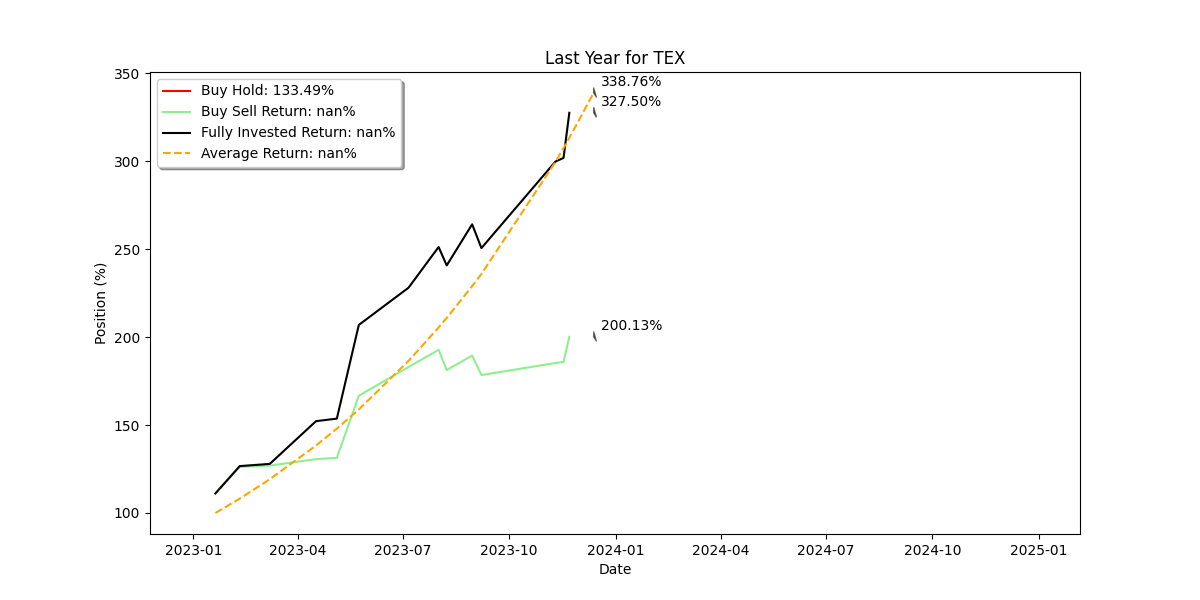 Last Year for TEX
350
300
250
200
150
100
Position (%)
Buy Hold: 133.49%
Buy Sell Return: nan%
Fully Invested Return: nan%
Average Return: nan%
338.76%
327.50%
200.13%
2023-01
2023-04
2023-07
2023-10
2024-01
2024-04
2024-07
2024-10
2025-01
Date